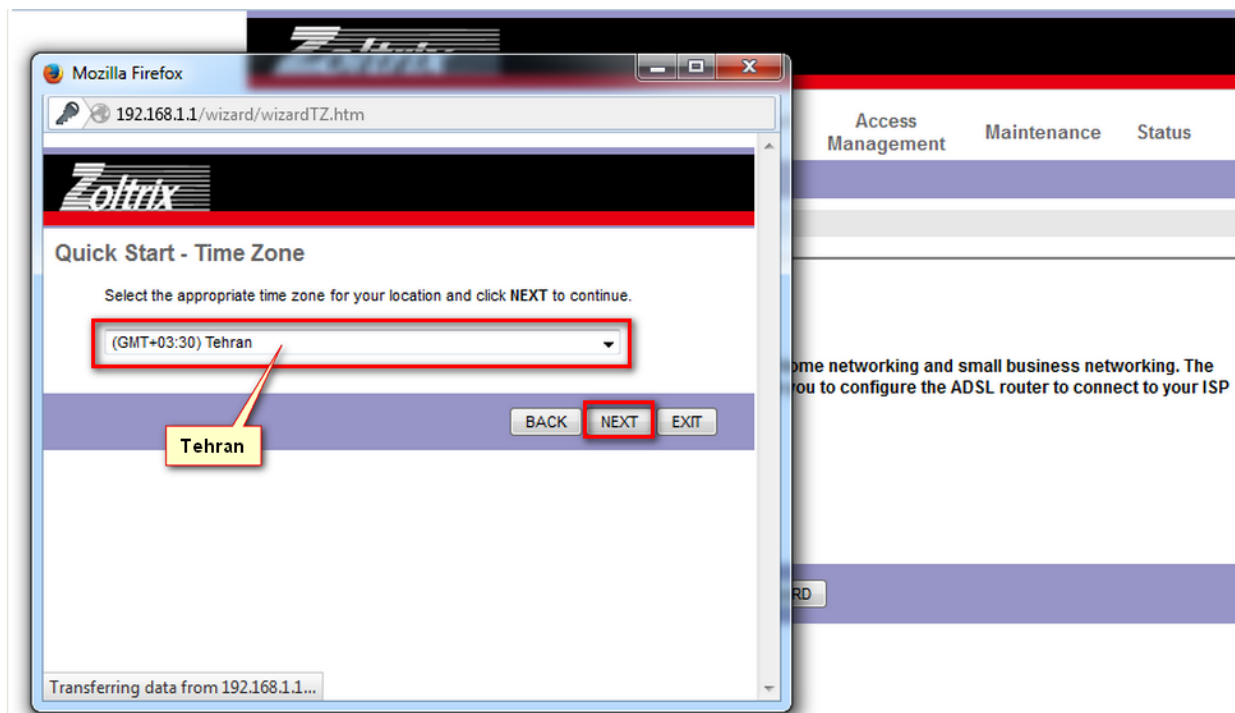 Zoltrix
Mozilla Firefox
192.168.1.1/wizard/wizardTZ.htm
Zoltrix
Quick Start - Time Zone
Select the appropriate time zone for your location and click NEXT to continue.
(GMT+03:30) Tehran
Tehran
BACK NEXT EXIT
Transferring data from 192.168.1.1...
Access
Management
Maintenance
Status
ome networking and small business networking. The
ou to configure the ADSL router to connect to your ISP
RD